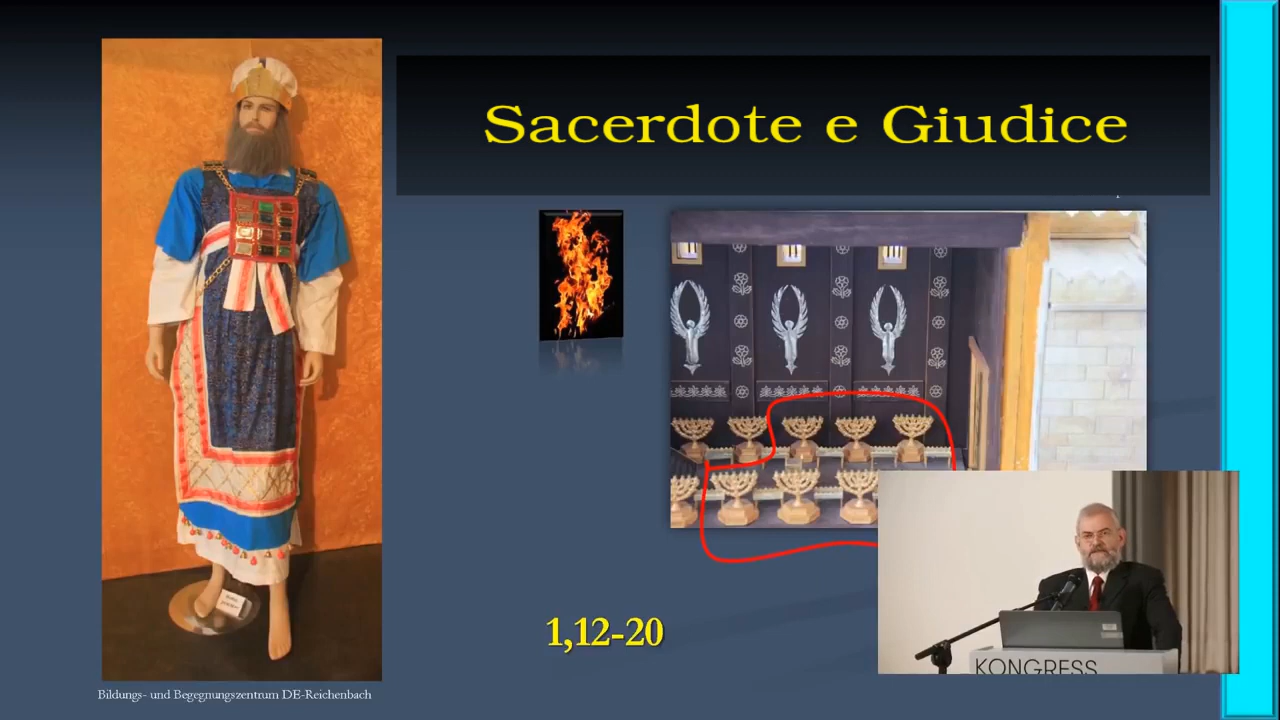 Sacerdote e Giudice
1,12-20
KONGRESS
Bildungs- und Begegnungszentrum DE-Reichenbach